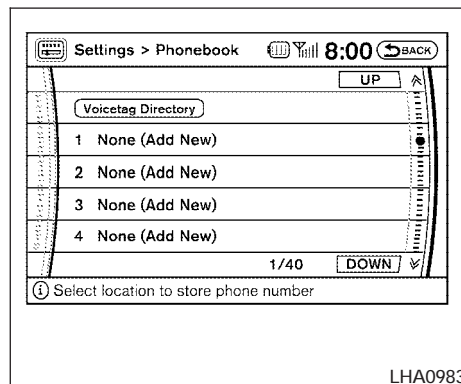 Settings > Phonebook 8:00 BACK
UP
Voicetag Directory
1 None (Add New)
2 None (Add New)
3 None (Add New)
4 None (Add New)
1/40 DOWN
i Select location to store phone number
LHA0983